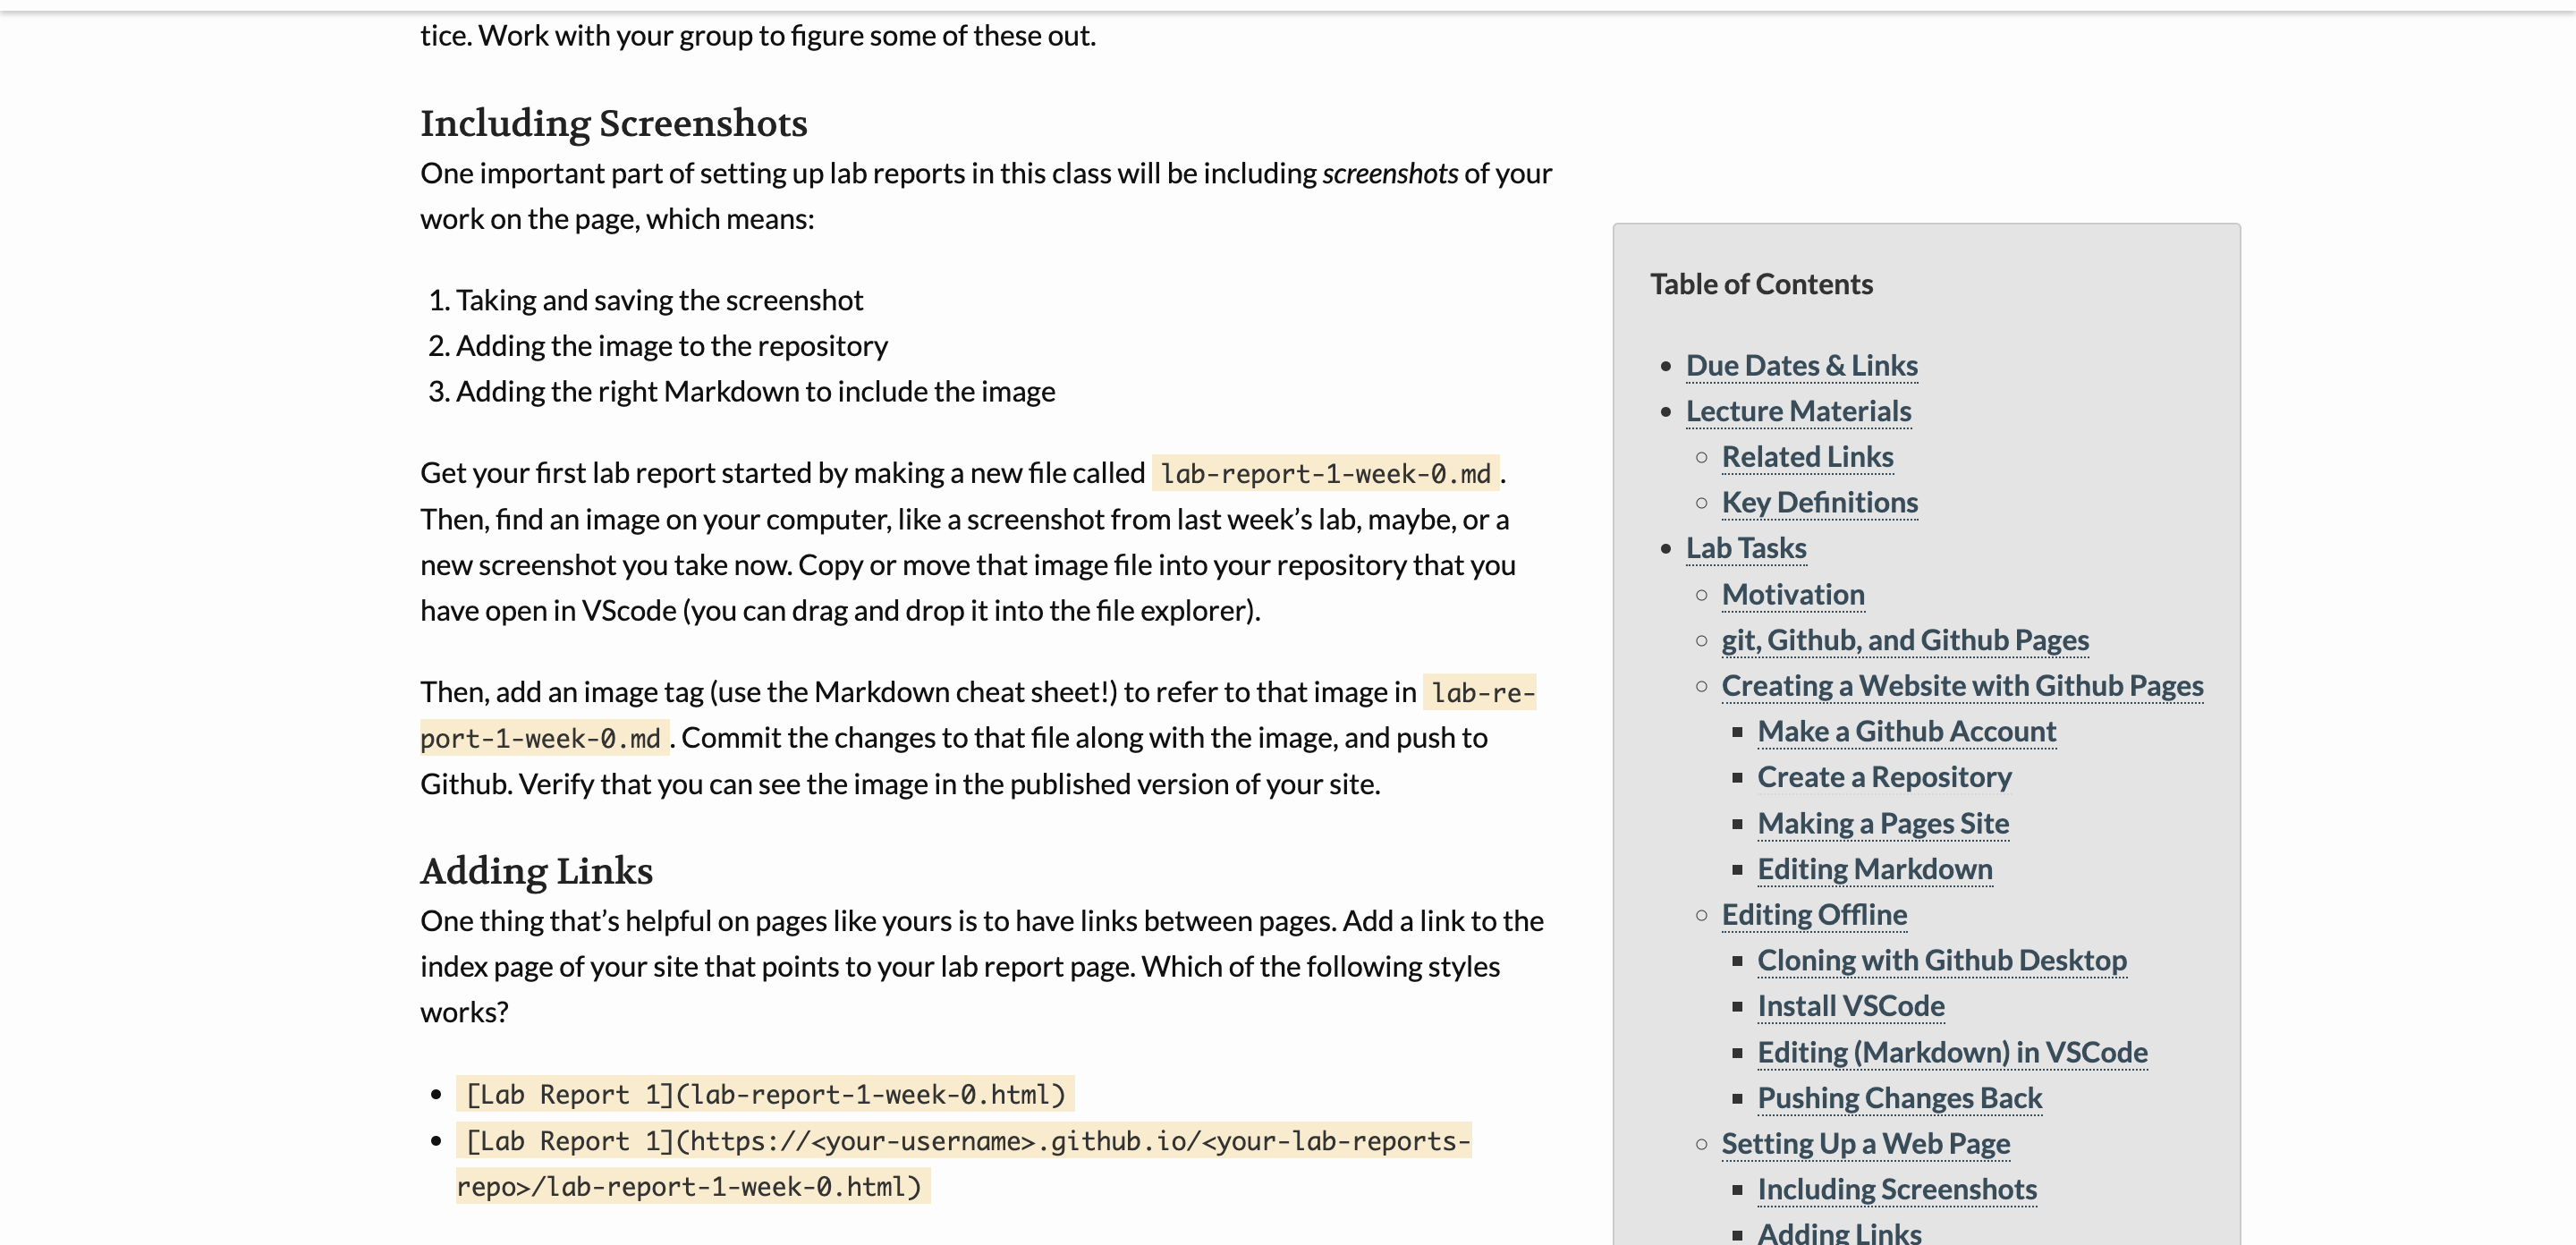 tice. Work with your group to figure some of these out.
Including Screenshots
One important part of setting up lab reports in this class will be including screenshots of your
work on the page, which means:
1. Taking and saving the screenshot
2. Adding the image to the repository
3. Adding the right Markdown to include the image
Get your first lab report started by making a new file called lab-report-1-week-0.md.
Then, find an image on your computer, like a screenshot from last week’s lab, maybe, or a
new screenshot you take now. Copy or move that image file into your repository that you
have open in VScode (you can drag and drop it into the file explorer).
Then, add an image tag (use the Markdown cheat sheet!) to refer to that image in lab-re-
port-1-week-0.md. Commit the changes to that file along with the image, and push to
Github. Verify that you can see the image in the published version of your site.
Adding Links
One thing that’s helpful on pages like yours is to have links between pages. Add a link to the
index page of your site that points to your lab report page. Which of the following styles
works?
[Lab Report 1](lab-report-1-week-0.html)
[Lab Report 1](https://<your-username>.github.io/<your-lab-reports-
repo>/lab-report-1-week-0.html)
Table of Contents
Due Dates & Links
Lecture Materials
Related Links
Key Definitions
Lab Tasks
Motivation
git, Github, and Github Pages
Creating a Website with Github Pages
Make a Github Account
Create a Repository
Making a Pages Site
Editing Markdown
Editing Offline
Cloning with Github Desktop
Install VSCode
Editing (Markdown) in VSCode
Pushing Changes Back
Setting Up a Web Page
Including Screenshots
Adding Links